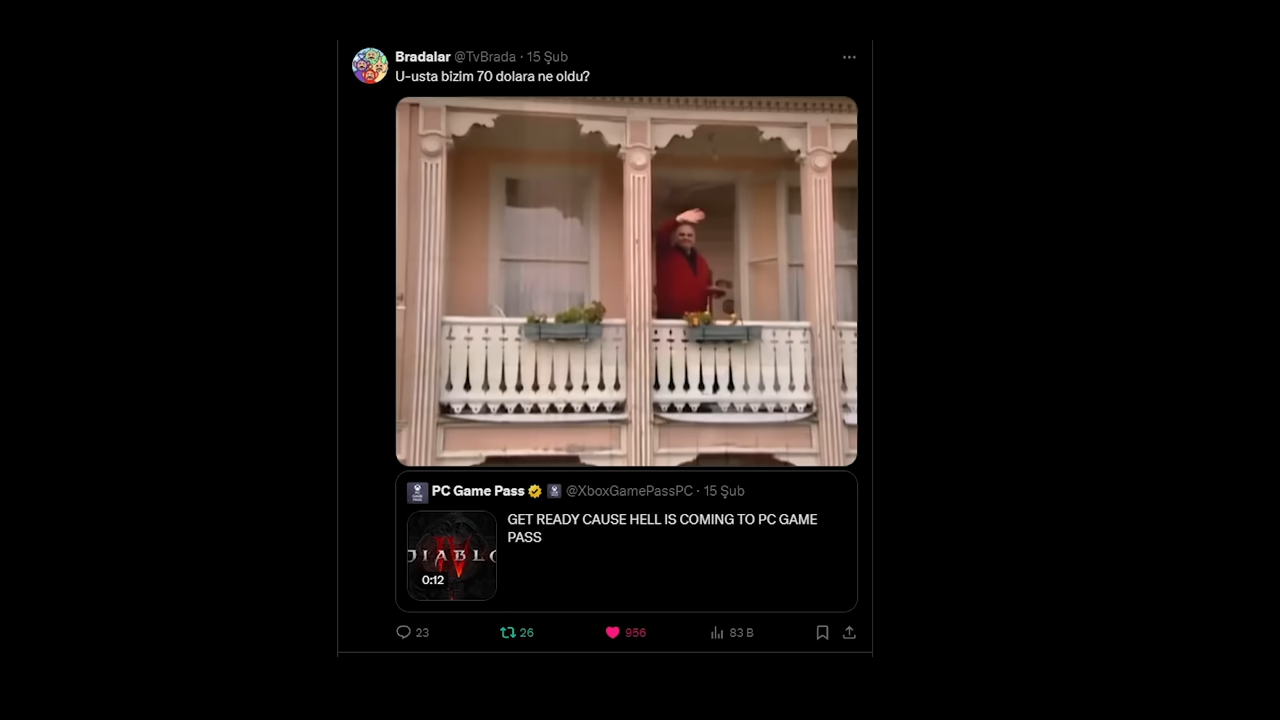 Bradalar @TvBrada · 15 Şub
U-usta bizim 70 dolara ne oldu?
PC Game Pass @XboxGamePassPC · 15 Şub
GET READY CAUSE HELL IS COMING TO PC GAME
PASS
DIABLO
IV
0:12
23 26 956 83 B